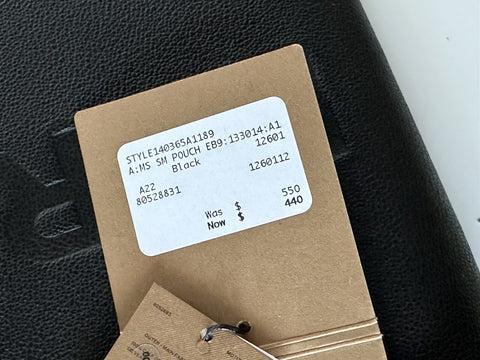 STYLE140365A1189
A:MS SM POUCH EB9:133014:A1
Black 12601
A22 1260112
80528831
Was $ 550
Now $ 440